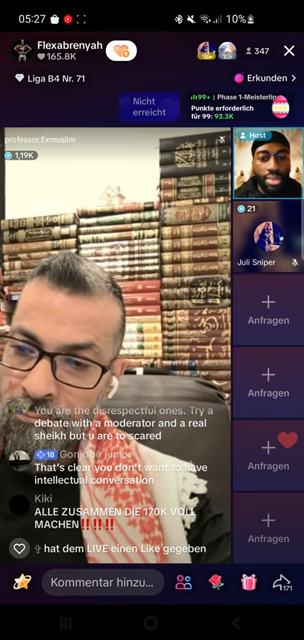 05:27
10%
Flexabrenyah
165.8K
347
Liga B4 Nr. 71
Erkunden >
Nicht
erreicht
99+ | Phase 1-Meisterlin
Punkte erforderlich
für 99: 93.3K
professor.Exmuslim
1,19K
Host
21
Juli Sniper
Anfragen
Anfragen
Anfragen
Anfragen
You are the disrespectful ones. Try a
debate with a moderator and a real
sheikh but u are to scared
18 Gonjobe junior
That's clear you don't want to have
intellectual conversation
Kiki
ALLE ZUSAMMEN DIE 170K VOLL
MACHEN‼️‼️‼️
hat dem LIVE einen Like gegeben
Kommentar hinzu...
171